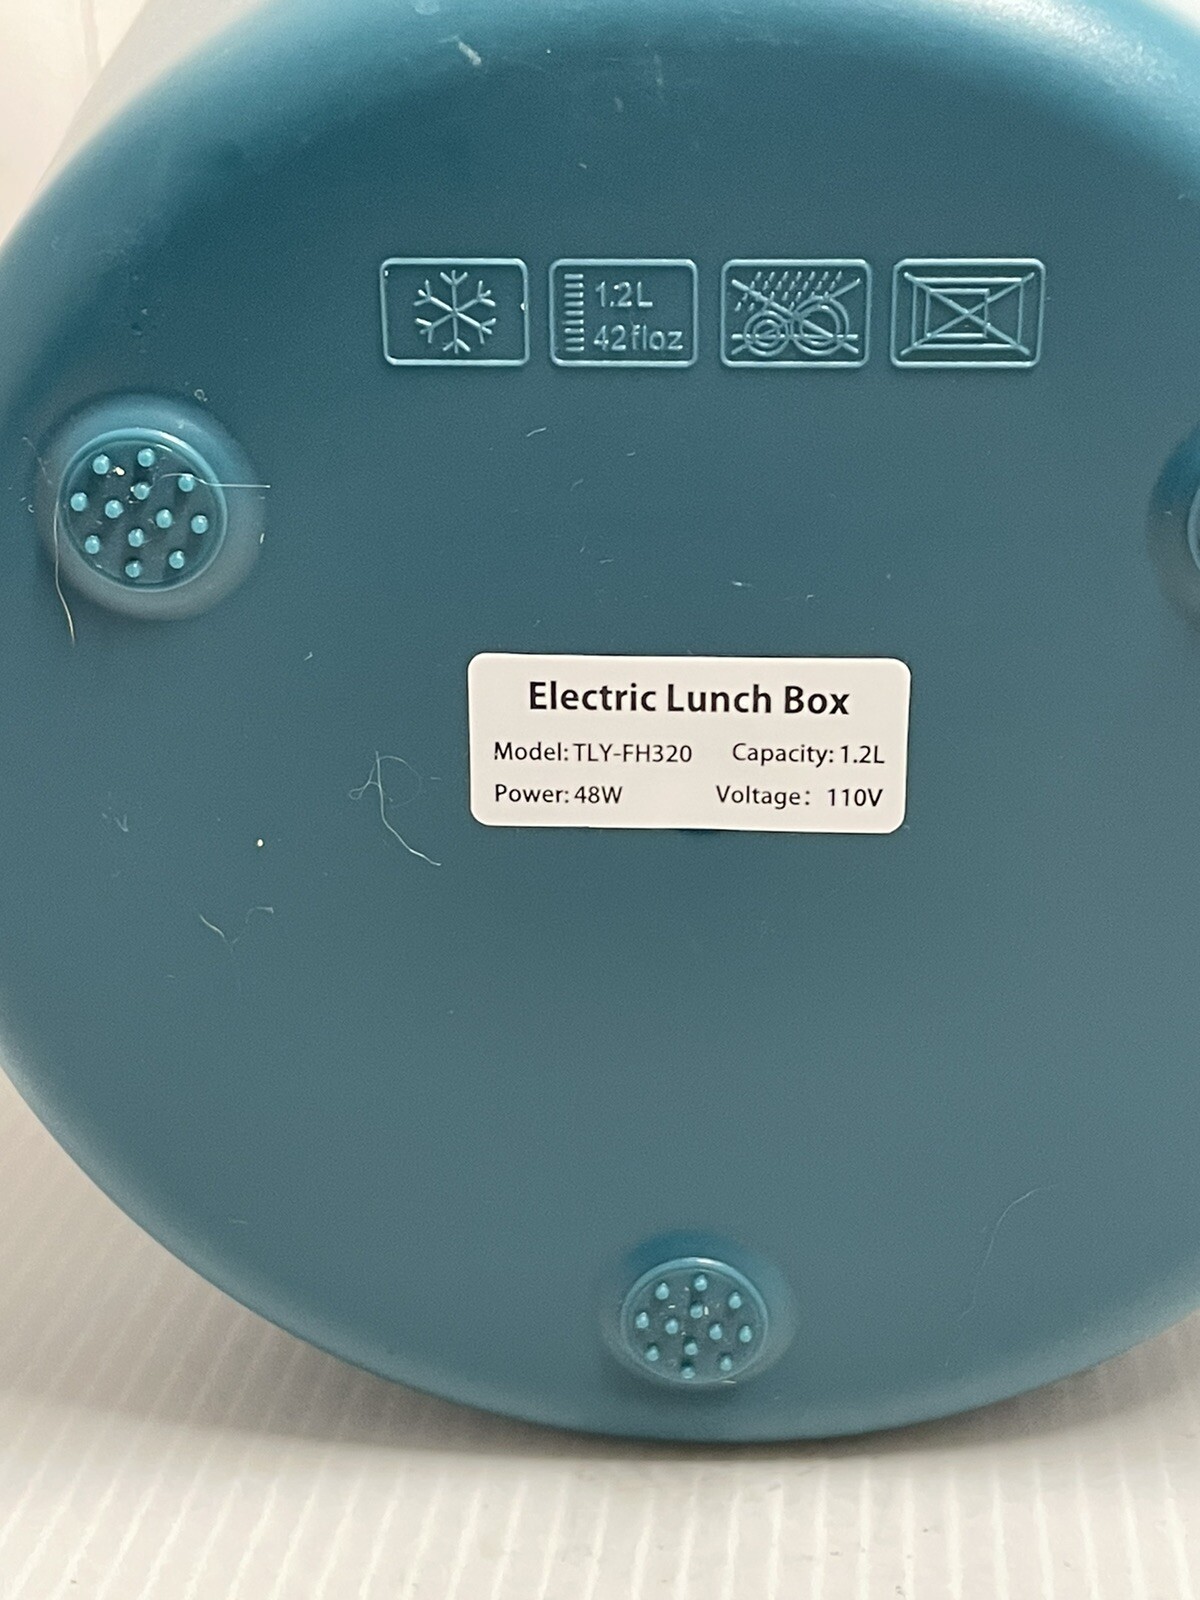 1.2L
42floz
Electric Lunch Box
Model: TLY-FH320 Capacity: 1.2L
Power: 48W Voltage: 110V